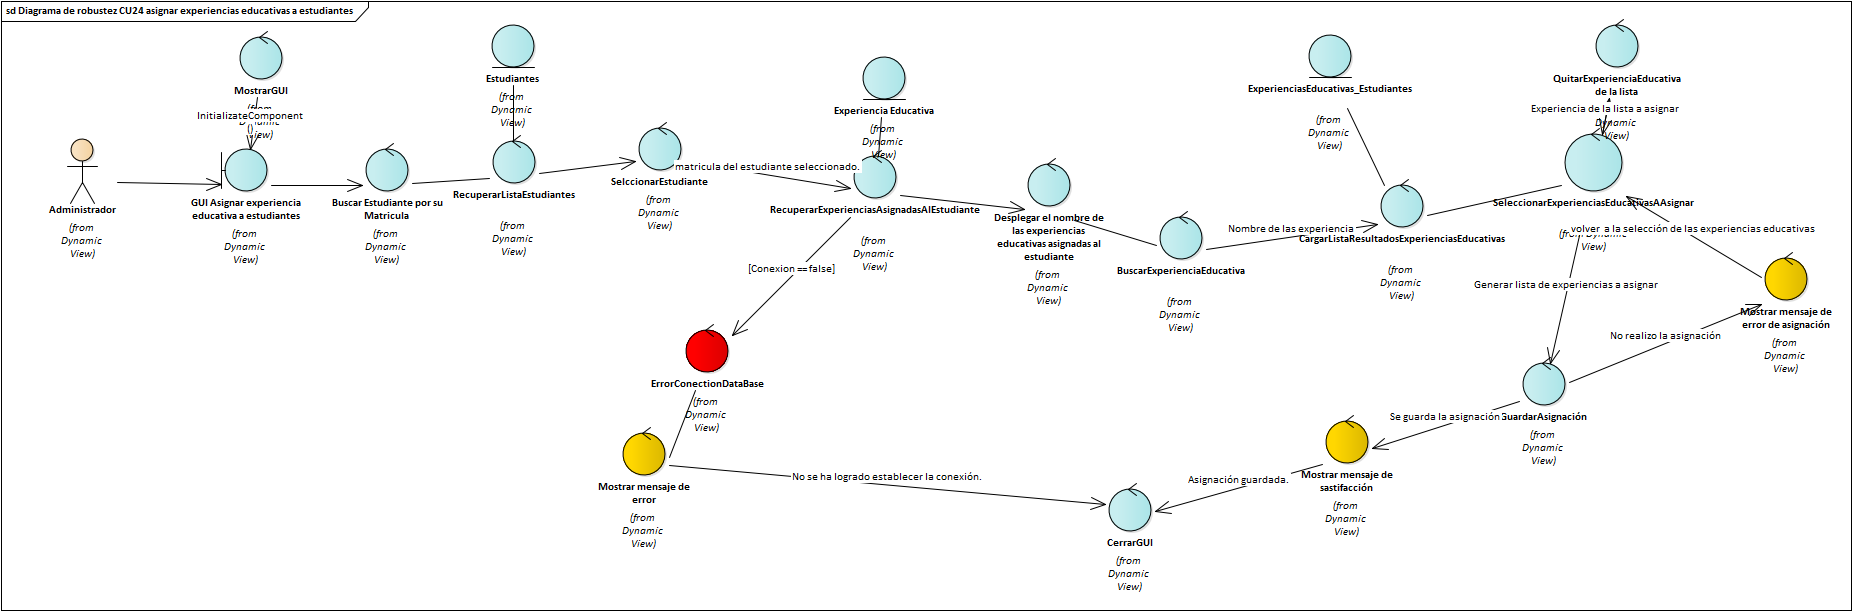 sd Diagrama de robustez CU24 asignar experiencias educativas a estudiantes
MostrarGUI
(from
Dynamic
View)
InitializateComponent
()
Administrador
(from
Dynamic
View)
GUI Asignar experiencia
educativa a estudiantes
(from
Dynamic
View)
Buscar Estudiante por su
Matricula
(from
Dynamic
View)
Estudiantes
(from
Dynamic
View)
RecuperarListaEstudiantes
(from
Dynamic
View)
SelccionarEstudiante
(from
Dynamic
View)
matricula del estudiante seleccionado.
Experiencia Educativa
(from
Dynamic
View)
RecuperarExperienciasAsignadasAlEstudiante
(from
Dynamic
View)
[Conexion ==false]
Desplegar el nombre de
las experiencias
educativas asignadas al
estudiante
(from
Dynamic
View)
BuscarExperienciaEducativa
(from
Dynamic
View)
Nombre de las experiencia
ExperienciasEducativas_Estudiantes
(from
Dynamic
View)
CargarListaResultadosExperienciasEducativas
(from
Dynamic
View)
QuitarExperienciaEducativa
de la lista
Experiencia de la lista a asignar
(from
Dynamic
View)
SeleccionarExperienciasEducativasAAsignar
(from
Dynamic
View)
volver a la selección de las experiencias educativas
Generar lista de experiencias a asignar
Mostrar mensaje de
error de asignación
(from
Dynamic
View)
No realizo la asignación
ErrorConectionDataBase
(from
Dynamic
View)
Se guarda la asignación
GuardarAsignación
(from
Dynamic
View)
Mostrar mensaje de
error
(from
Dynamic
View)
No se ha logrado establecer la conexión.
Asignación guardada.
Mostrar mensaje de
sastifacción
(from
Dynamic
View)
CerrarGUI
(from
Dynamic
View)